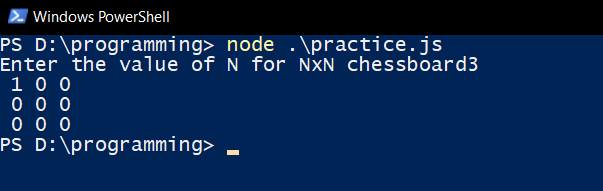 Windows PowerShell
PS D:\programming> node .\practice.js
Enter the value of N for NxN chessboard3
 1 0 0
 0 0 0
 0 0 0
PS D:\programming>